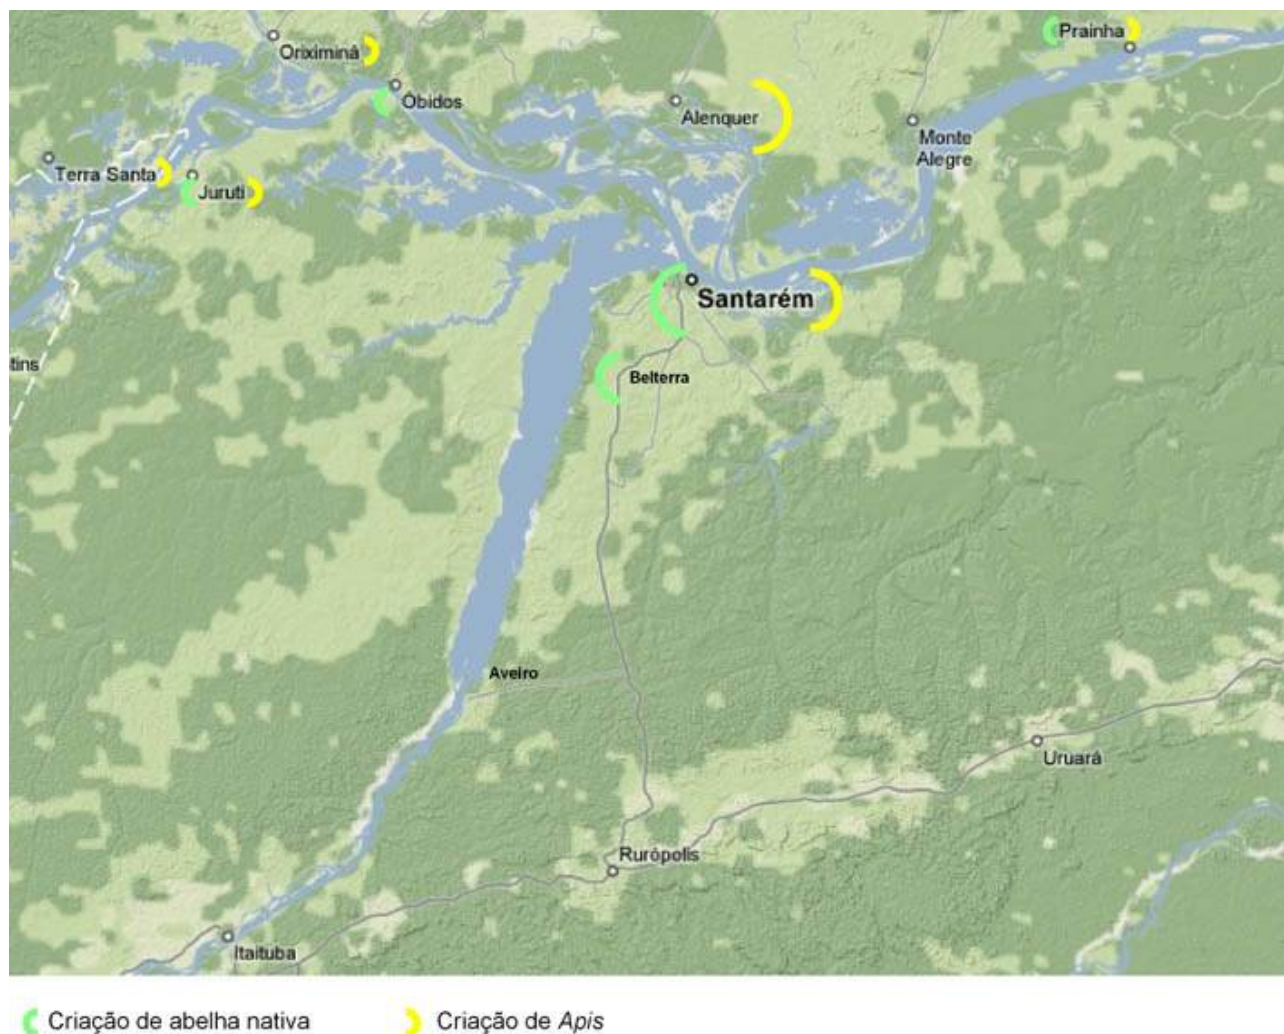 Prainha
Oriximiná
Óbidos
Alenquer
Monte
Alegre
Terra Santa
Juruti
Santarém
tins
Belterra
Aveiro
Uruará
Rurópolis
Itaituba
Criação de abelha nativa
Criação de Apis